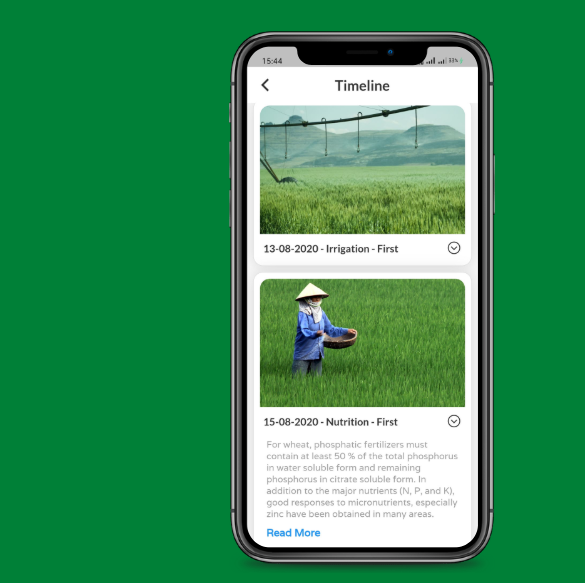 15:44
33%
Timeline
13-08-2020 - Irrigation - First
15-08-2020 - Nutrition - First
For wheat, phosphatic fertilizers must
contain at least 50 % of the total phosphorus
in water soluble form and remaining
phosphorus in citrate soluble form. In
addition to the major nutrients (N, P, and K),
good responses to micronutrients, especially
zinc have been obtained in many areas.
Read More